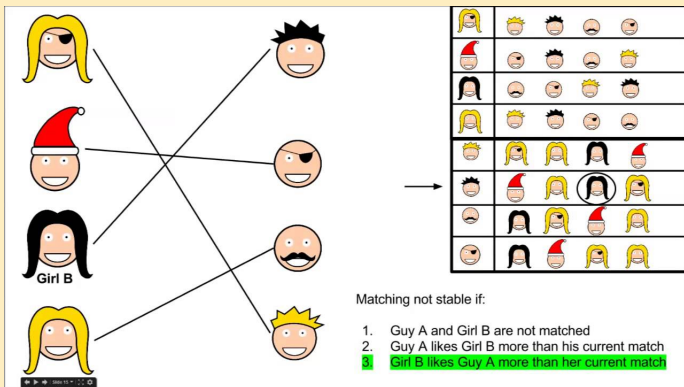 Girl B
Matching not stable if:
1. Guy A and Girl B are not matched
2. Guy A likes Girl B more than his current match
3. Girl B likes Guy A more than her current match